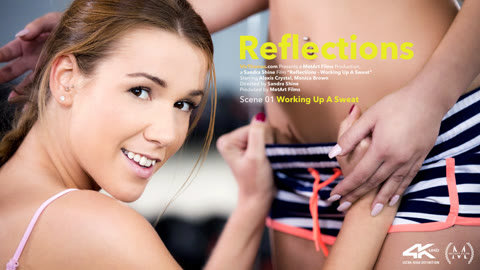 Reflections
.com Presents a MetArt Films Production,
a Sandra Shine Film "Reflections - Working Up A Sweat"
Starring Alexis Crystal, Monica Brown
Directed by Sandra Shine
Produced by MetArt Films
Scene 01 Working Up A Sweat
4K UHD
ULTRA HIGH DEFINITION
M